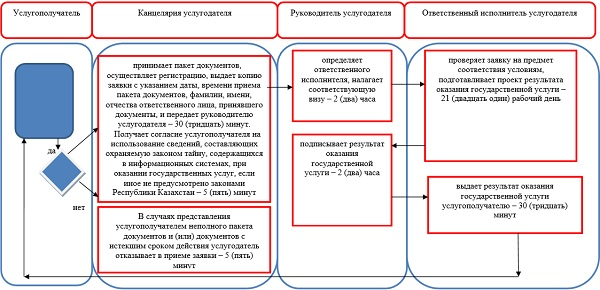 Услугополучатель
Канцелярия услугодателя
Руководитель услугодателя
Ответственный исполнитель услугодателя
да
нет
принимает пакет документов,
осуществляет регистрацию, выдает копию
заявки с указанием даты, времени приема
пакета документов, фамилии, имени,
отчества ответственного лица, принявшего
документы, и передает руководителю
услугодателя – 30 (тридцать) минут.
Получает согласие услугополучателя на
использование сведений, составляющих
охраняемую законом тайну, содержащихся
в информационных системах, при
оказании государственных услуг, если
иное не предусмотрено законами
Республики Казахстан – 5 (пять) минут
В случаях представления
услугополучателем неполного пакета
документов и (или) документов с
истекшим сроком действия услугодатель
отказывает в приеме заявки – 5 (пять)
минут
определяет
ответственного
исполнителя, налагает
соответствующую
визу – 2 (два) часа
подписывает результат
оказания
государственной
услуги – 2 (два) часа
проверяет заявку на предмет
соответствия условиям,
подготавливает проект результата
оказания государственной услуги –
21 (двадцать один) рабочий день
выдает результат оказания
государственной услуги
услугополучателю – 30 (тридцать)
минут